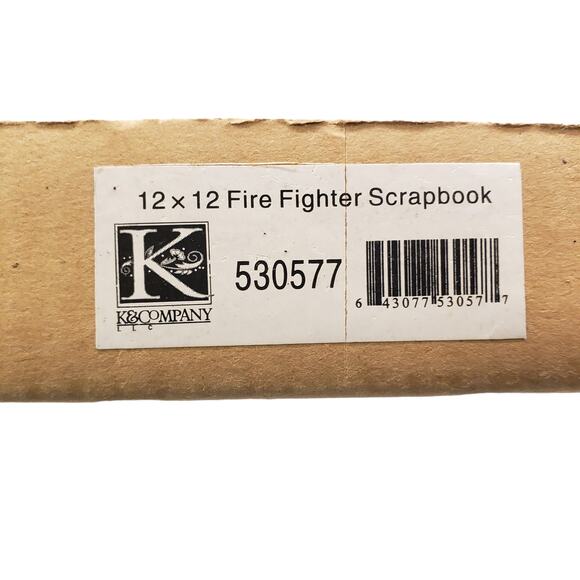 12 x 12 Fire Fighter Scrapbook
K
K&COMPANY
LLC
530577
6 43077 53057 7